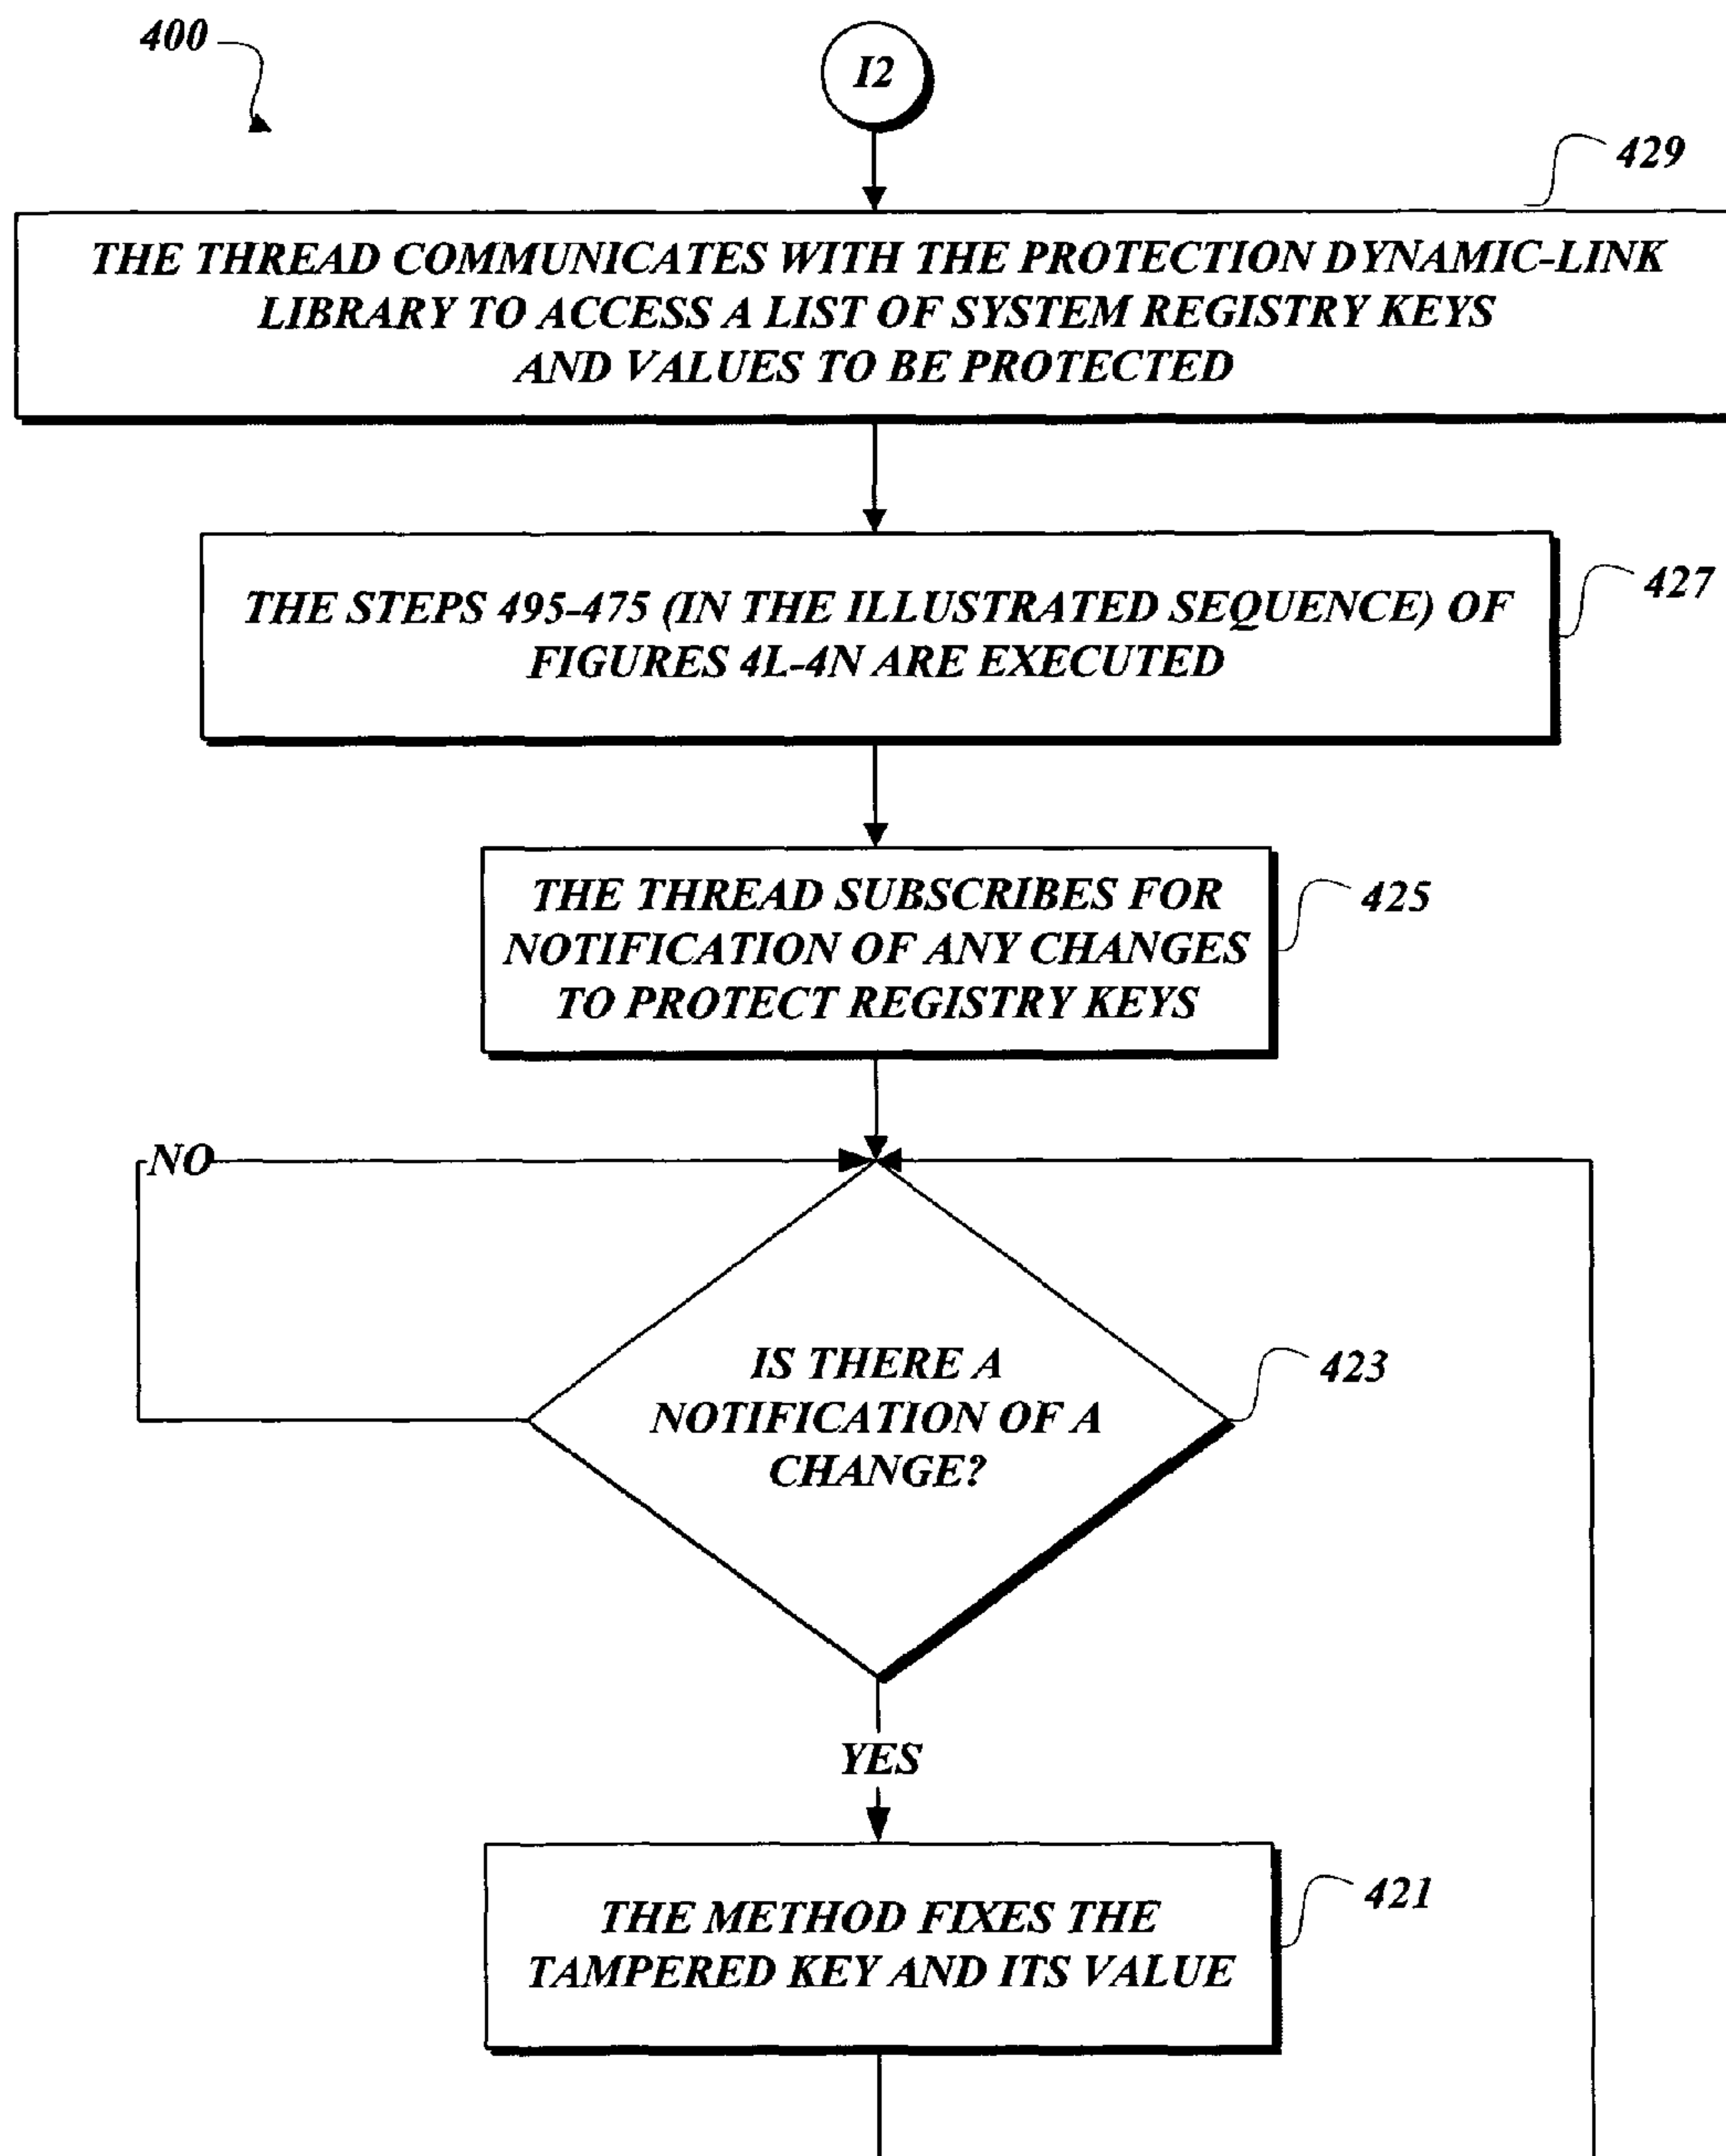 400
I2
429
THE THREAD COMMUNICATES WITH THE PROTECTION DYNAMIC-LINK
LIBRARY TO ACCESS A LIST OF SYSTEM REGISTRY KEYS
AND VALUES TO BE PROTECTED
427
THE STEPS 495-475 (IN THE ILLUSTRATED SEQUENCE) OF
FIGURES 4L-4N ARE EXECUTED
425
THE THREAD SUBSCRIBES FOR
NOTIFICATION OF ANY CHANGES
TO PROTECT REGISTRY KEYS
NO
423
IS THERE A
NOTIFICATION OF A
CHANGE?
YES
421
THE METHOD FIXES THE
TAMPERED KEY AND ITS VALUE